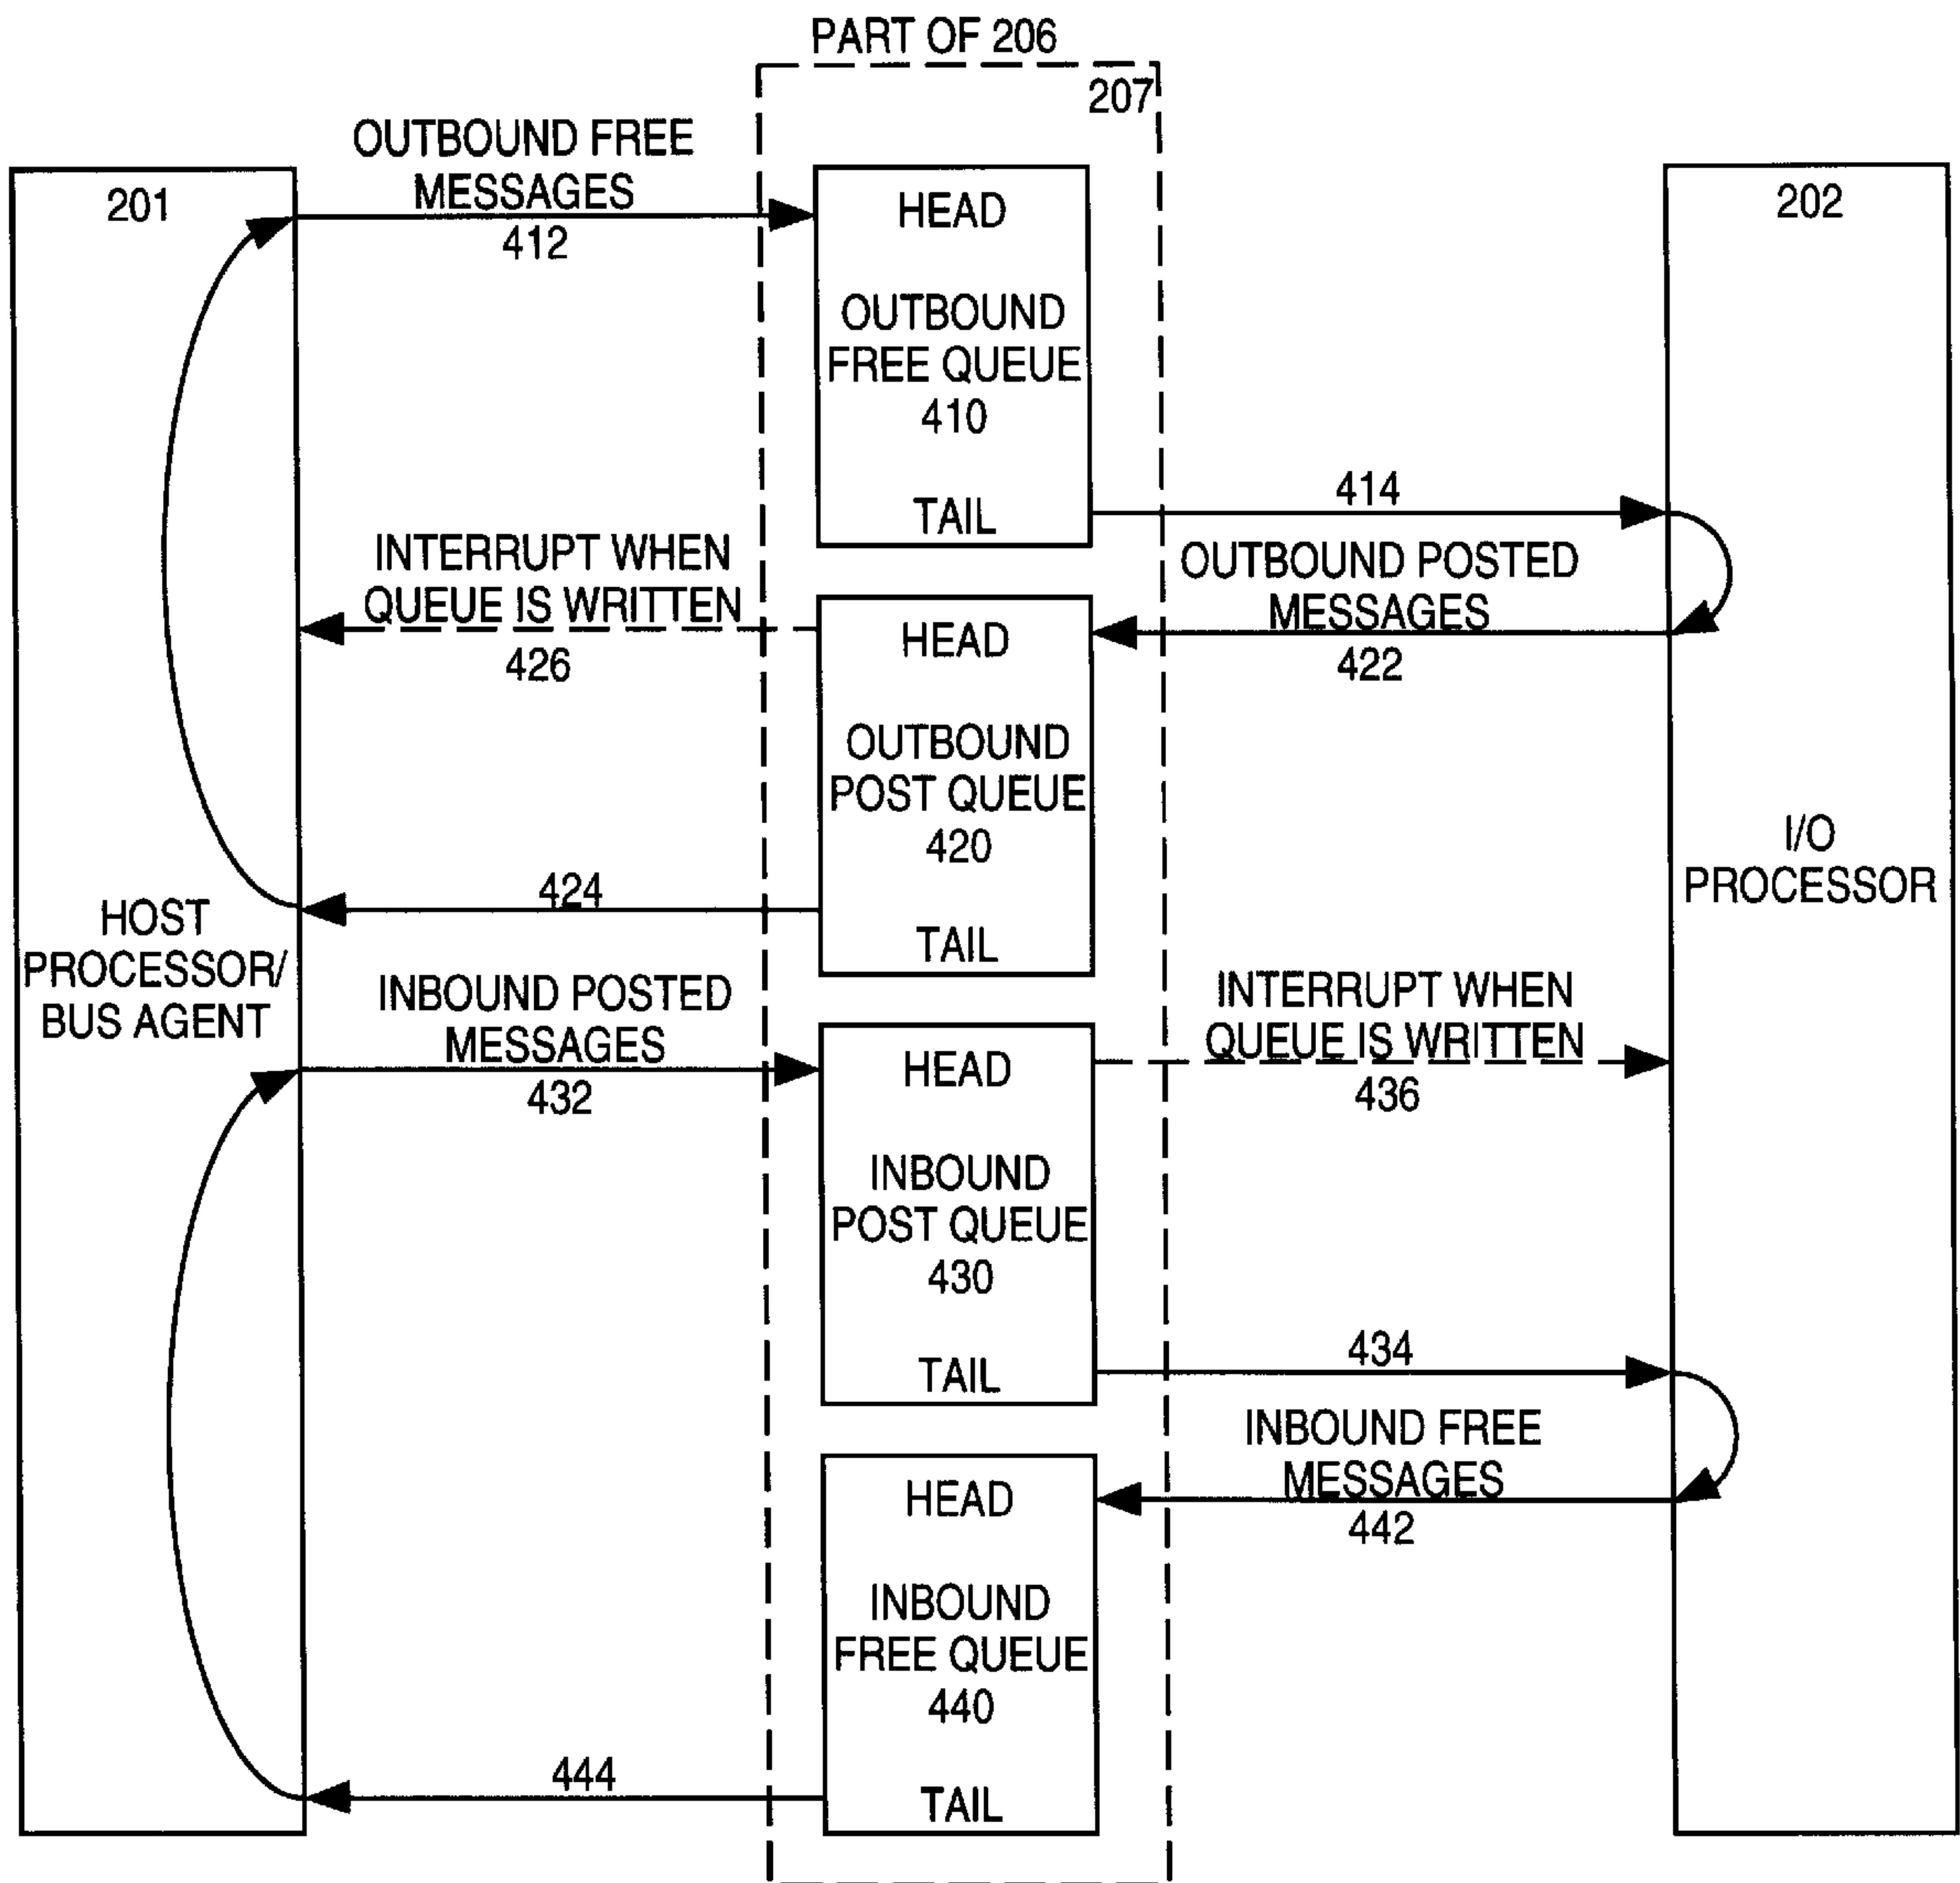 PART OF 206
207
OUTBOUND FREE
MESSAGES
412
201
HEAD
OUTBOUND
FREE QUEUE
410
TAIL
202
414
INTERRUPT WHEN
QUEUE IS WRITTEN
426
OUTBOUND POSTED
MESSAGES
422
HEAD
OUTBOUND
POST QUEUE
420
TAIL
I/O
PROCESSOR
424
HOST
PROCESSOR/
BUS AGENT
INBOUND POSTED
MESSAGES
432
INTERRUPT WHEN
QUEUE IS WRITTEN
436
HEAD
INBOUND
POST QUEUE
430
TAIL
434
INBOUND FREE
MESSAGES
442
HEAD
INBOUND
FREE QUEUE
440
TAIL
444